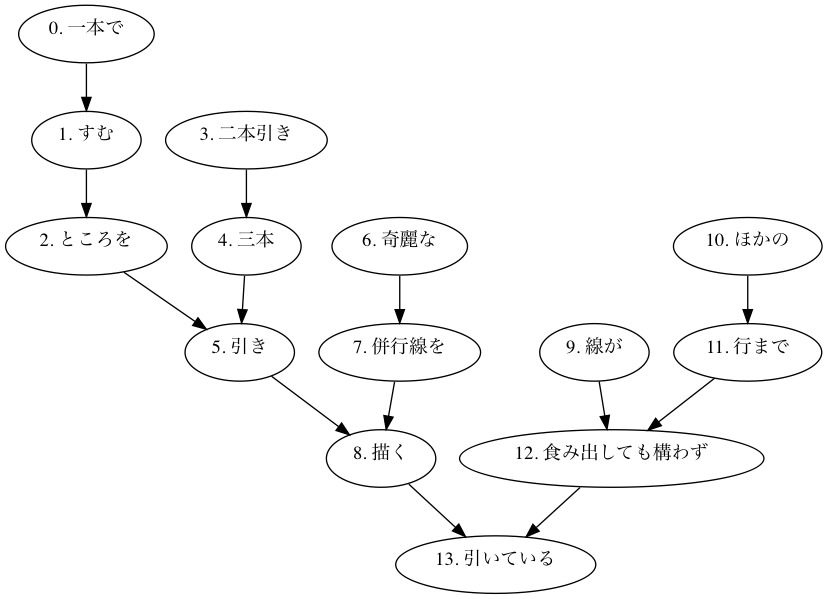 0. 一本で
1. すむ
3. 二本引き
2. ところを
4. 三本
6. 奇麗な
10. ほかの
5. 引き
7. 併行線を
9. 線が
11. 行まで
8. 描く
12. 食み出しても構わず
13. 引いている